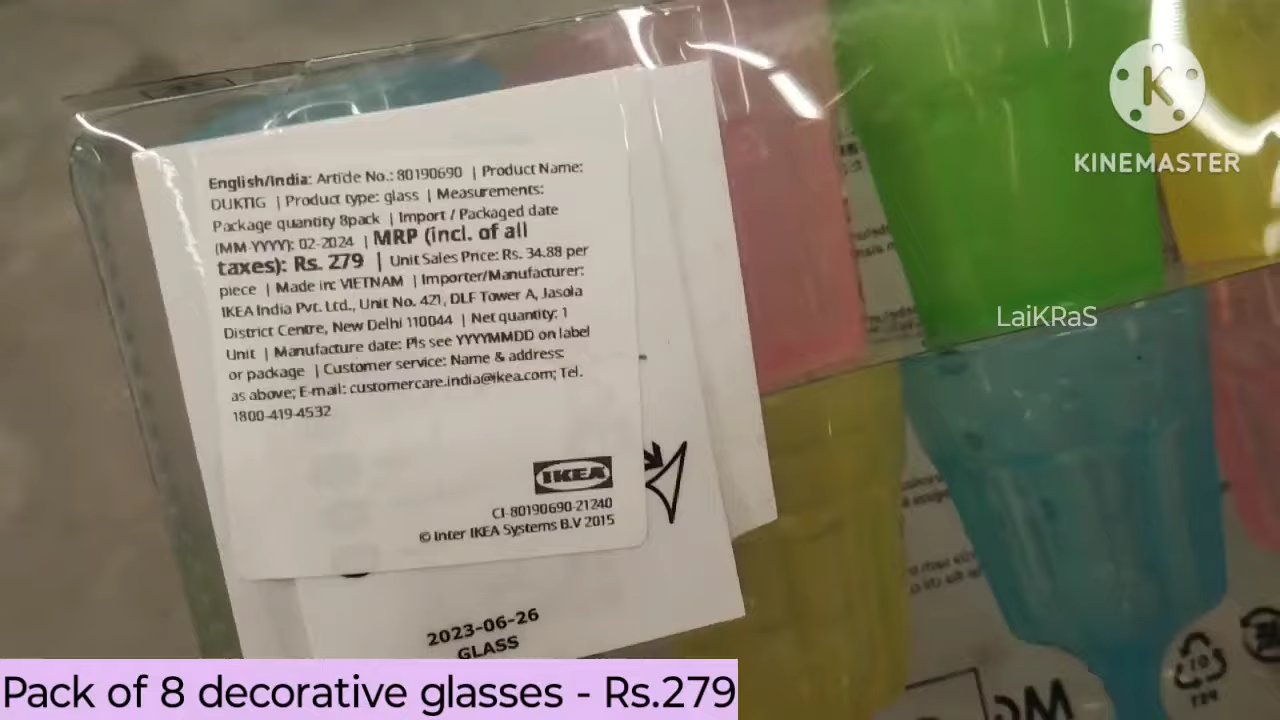 English/India: Article No.: 80190690 | Product Name:
DUKTIG | Product type: glass | Measurements:
Package quantity 8pack | Import / Packaged date
(MM-YYYY): 02-2024 | MRP (incl. of all
taxes): Rs. 279 | Unit Sales Price: Rs. 34.88 per
piece | Made in: VIETNAM | Importer/Manufacturer:
IKEA India Pvt. Ltd., Unit No. 421, DLF Tower A, Jasola
District Centre, New Delhi 110044 | Net quantity: 1
Unit | Manufacture date: Pls see YYYYMMDD on label
or package | Customer service: Name & address:
as above; E-mail: customercare.india@ikea.com; Tel.
1800-419-4532
IKEA
CI-80190690-21240
© Inter IKEA Systems B.V 2015
2023-06-26
GLASS
K
KINEMASTER
LaiKRaS
Pack of 8 decorative glasses - Rs.279